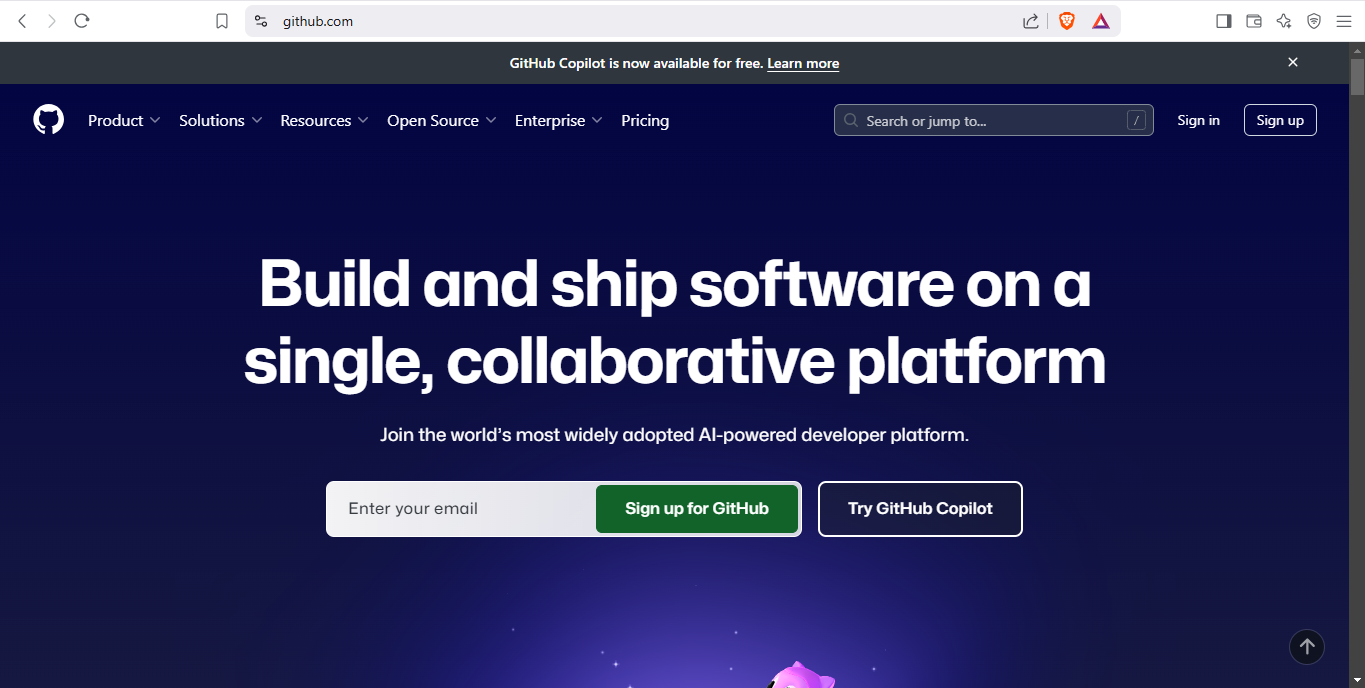 github.com
GitHub Copilot is now available for free. Learn more
Product Solutions Resources Open Source Enterprise Pricing Search or jump to... / Sign in Sign up
Build and ship software on a
single, collaborative platform
Join the world's most widely adopted AI-powered developer platform.
Enter your email Sign up for GitHub Try GitHub Copilot